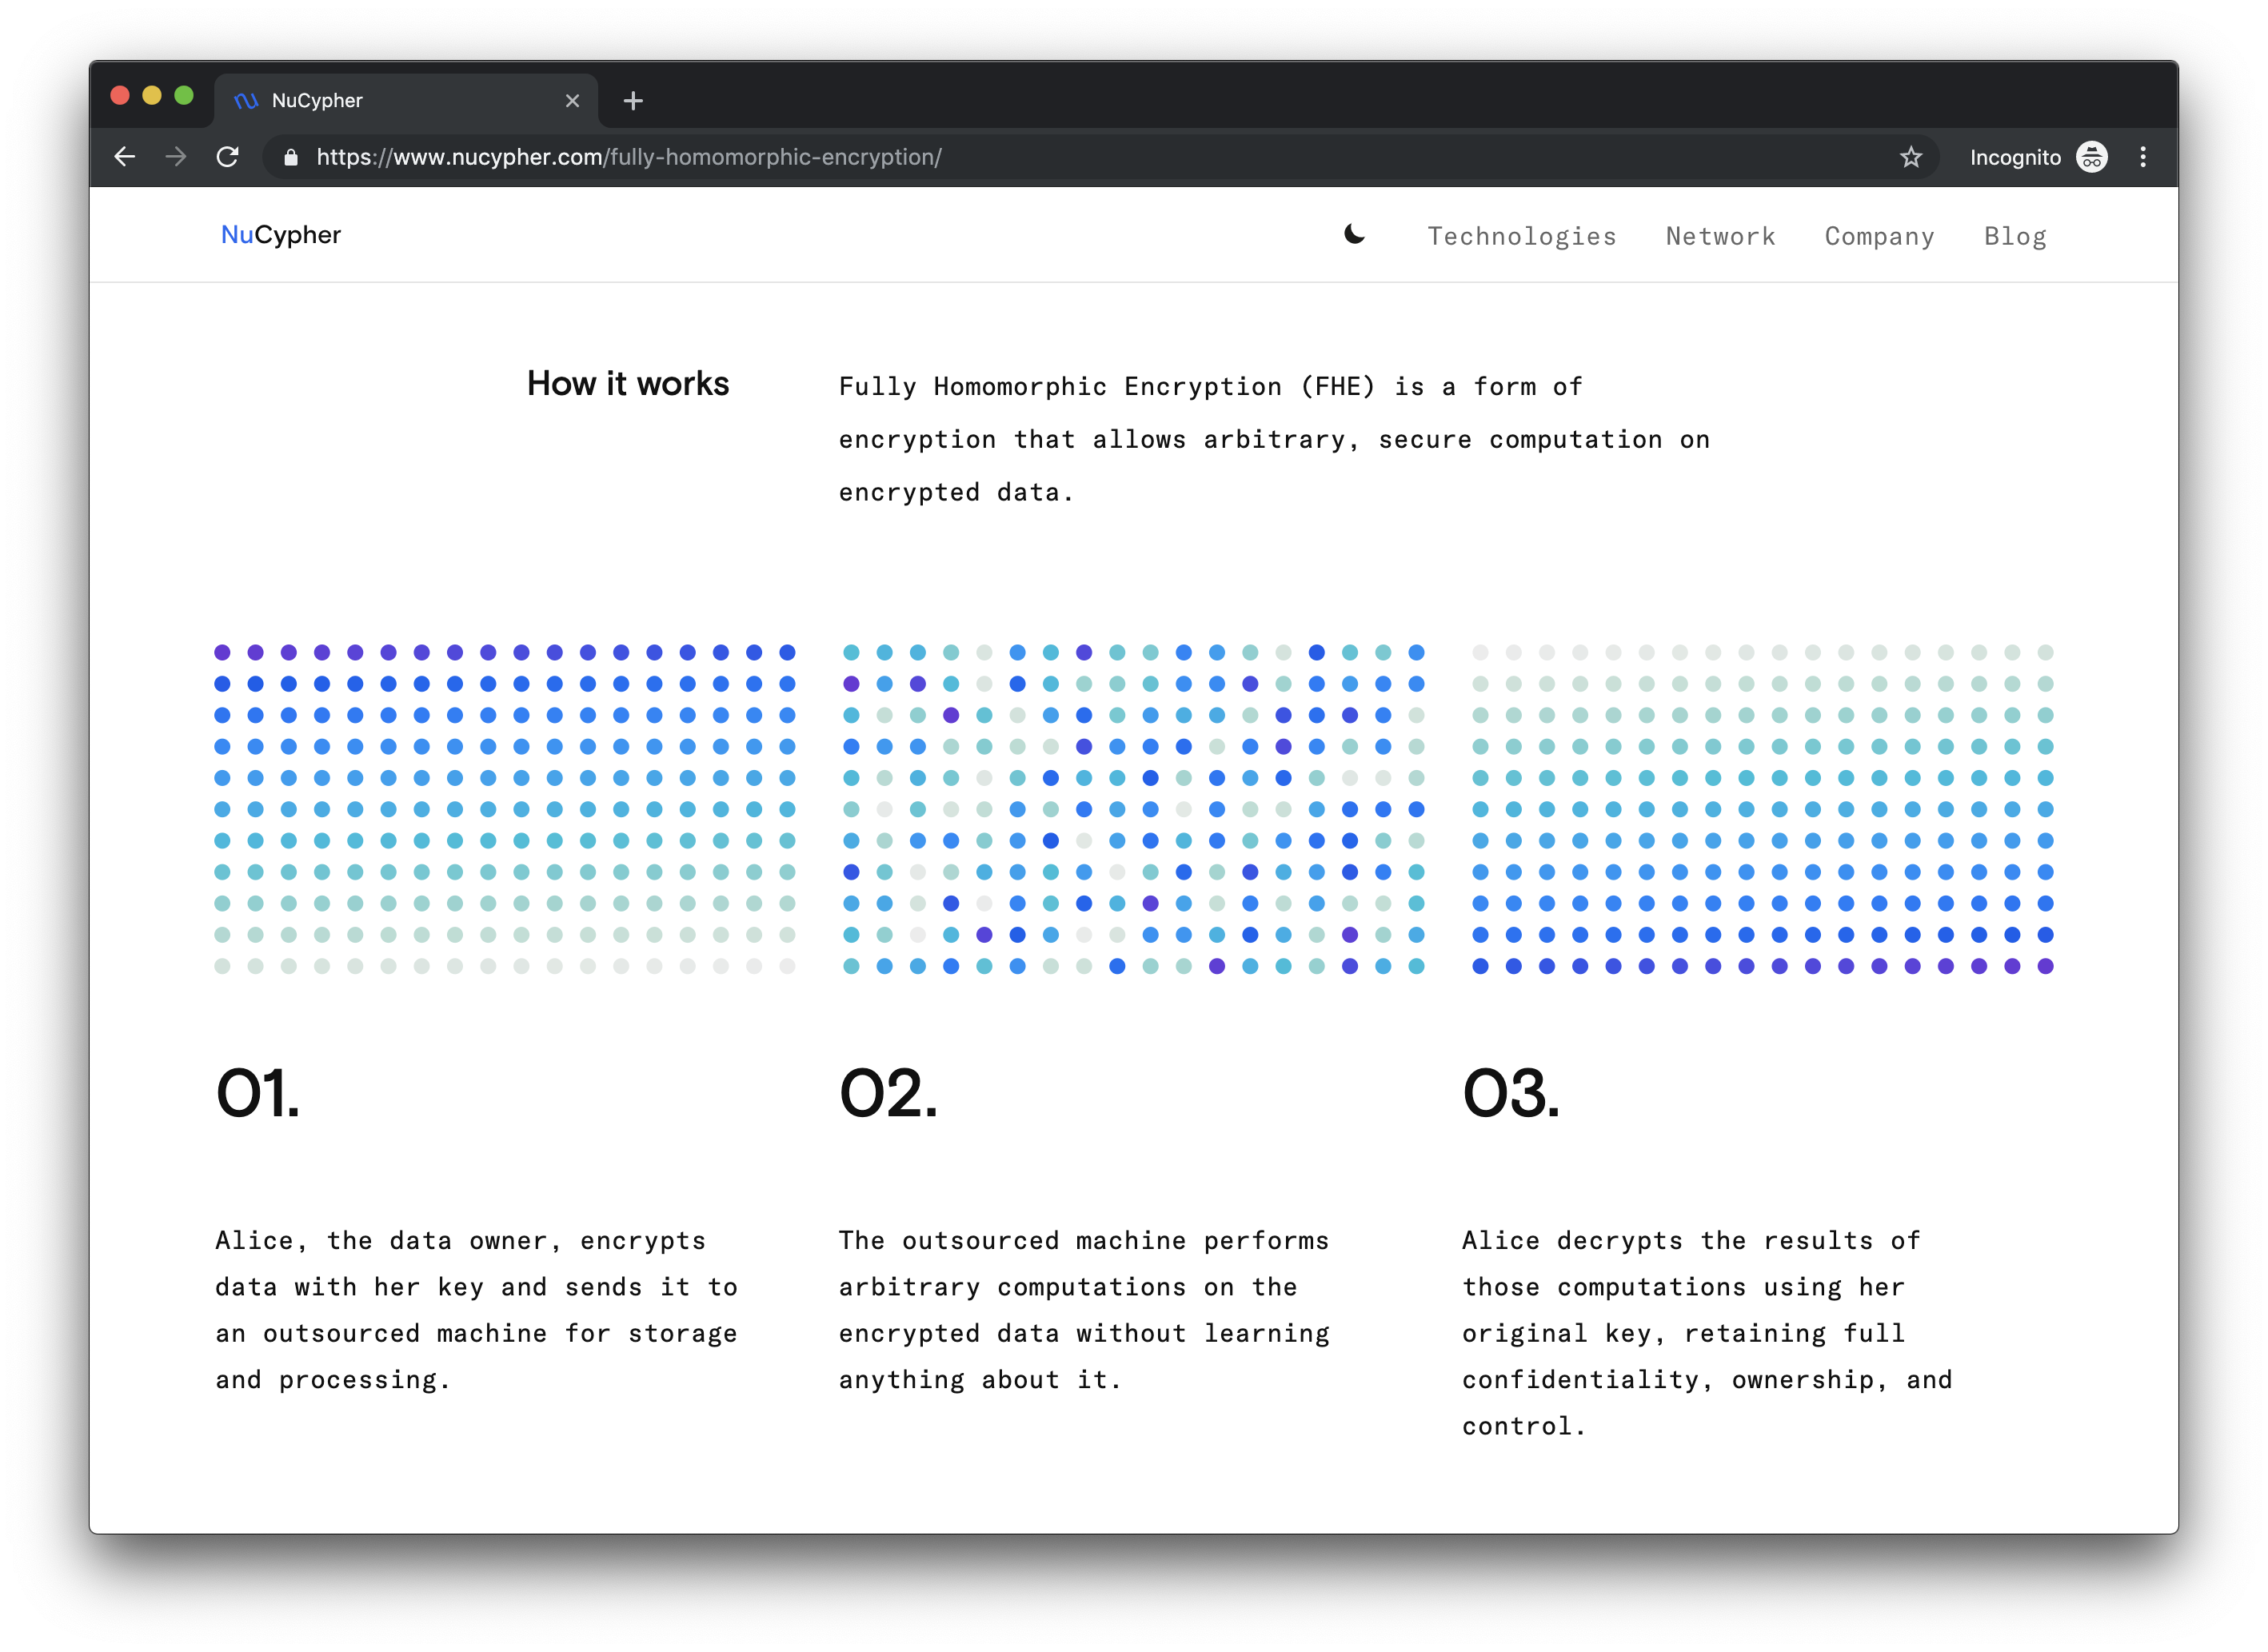 NuCypher
https://www.nucypher.com/fully-homomorphic-encryption/
Incognito
NuCypher
Technologies
Network
Company
Blog
How it works
Fully Homomorphic Encryption (FHE) is a form of
encryption that allows arbitrary, secure computation on
encrypted data.
01.
Alice, the data owner, encrypts
data with her key and sends it to
an outsourced machine for storage
and processing.
02.
The outsourced machine performs
arbitrary computations on the
encrypted data without learning
anything about it.
03.
Alice decrypts the results of
those computations using her
original key, retaining full
confidentiality, ownership, and
control.